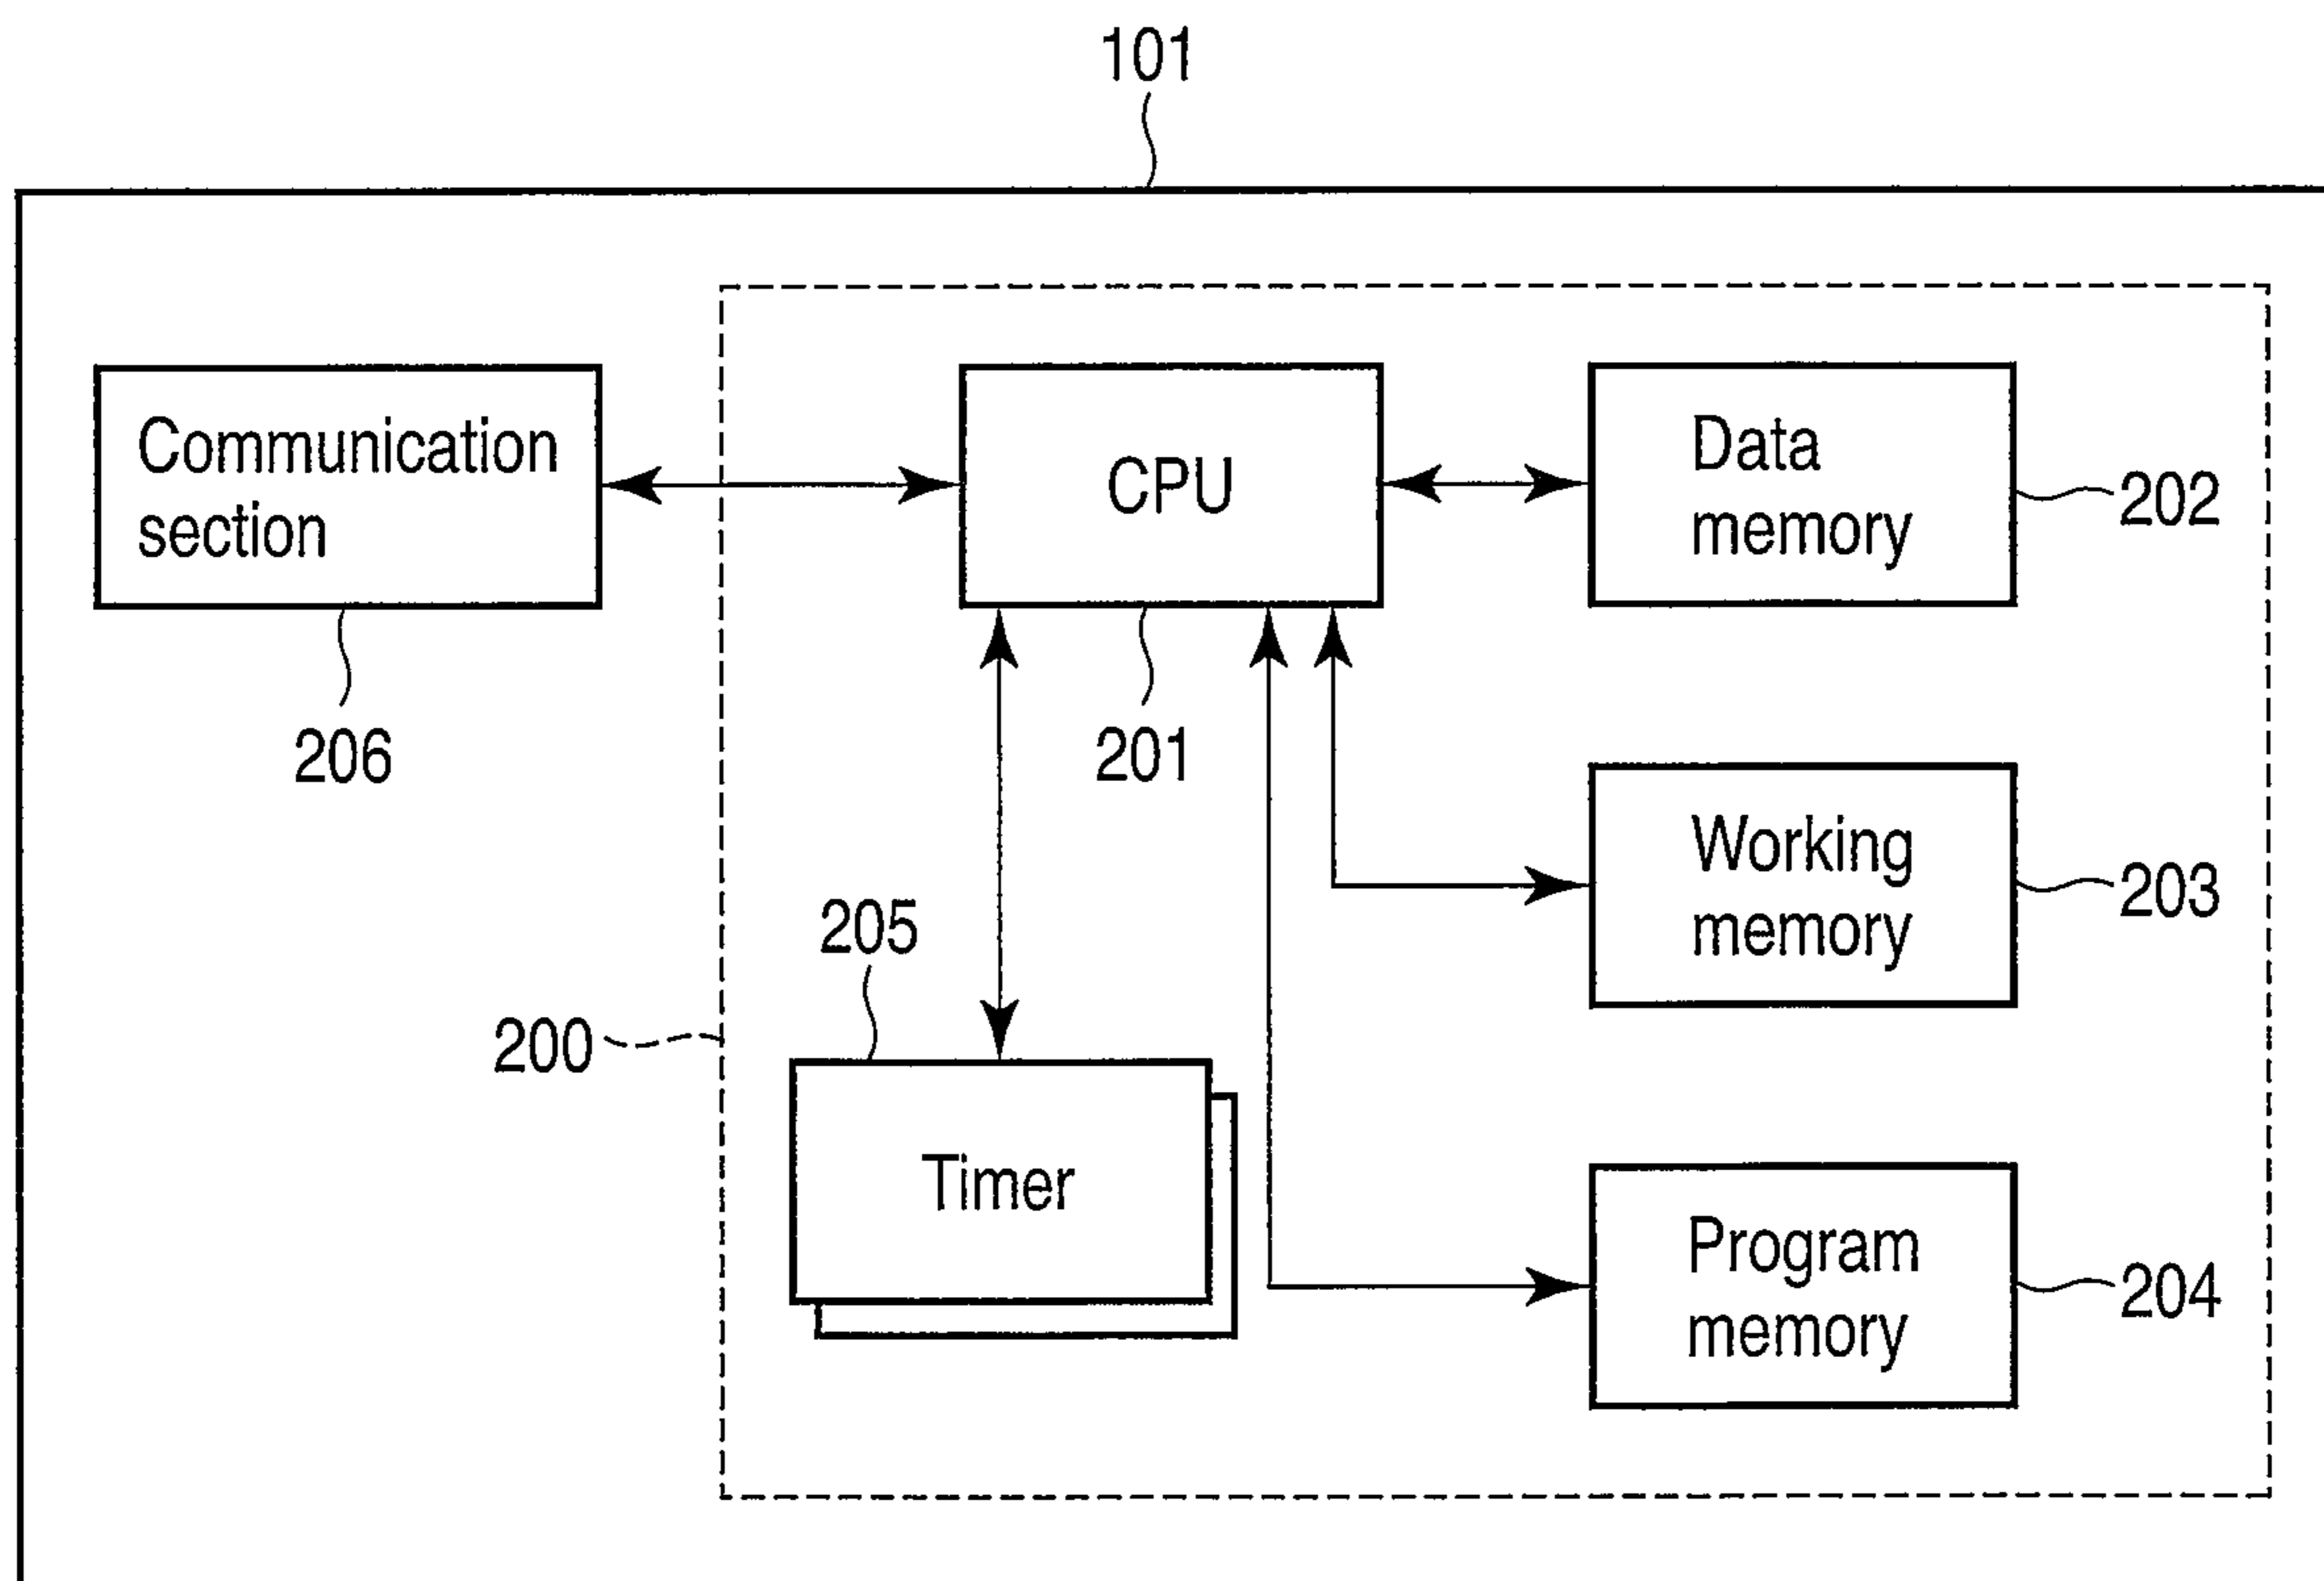 101
Communication
section
206
CPU
201
Data
memory
202
Working
memory
203
205
200
Timer
Program
memory
204